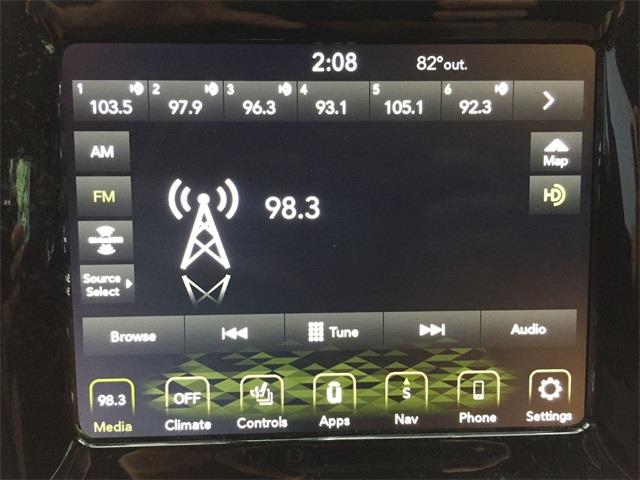 2:08 82° out.
1 2 3 4 5 6
103.5 97.9 96.3 93.1 105.1 92.3
AM
Map
FM
98.3
HD
Source
Select
Browse Tune Audio
98.3 OFF S
Media Climate Controls Apps Nav Phone Settings